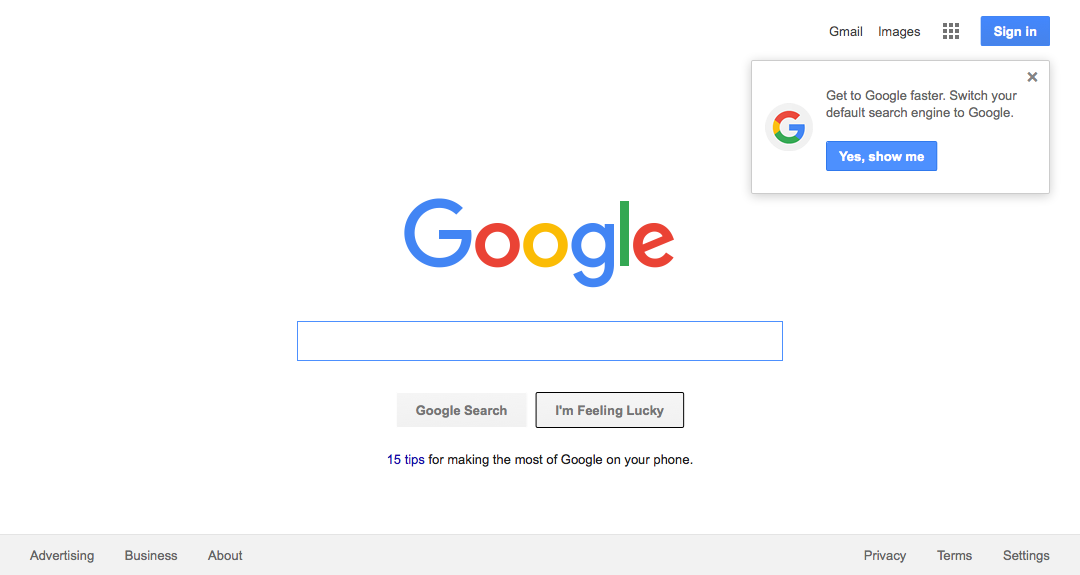 Gmail Images Sign in
Get to Google faster. Switch your
default search engine to Google.
Yes, show me
Google
Google Search I'm Feeling Lucky
15 tips for making the most of Google on your phone.
Advertising Business About Privacy Terms Settings